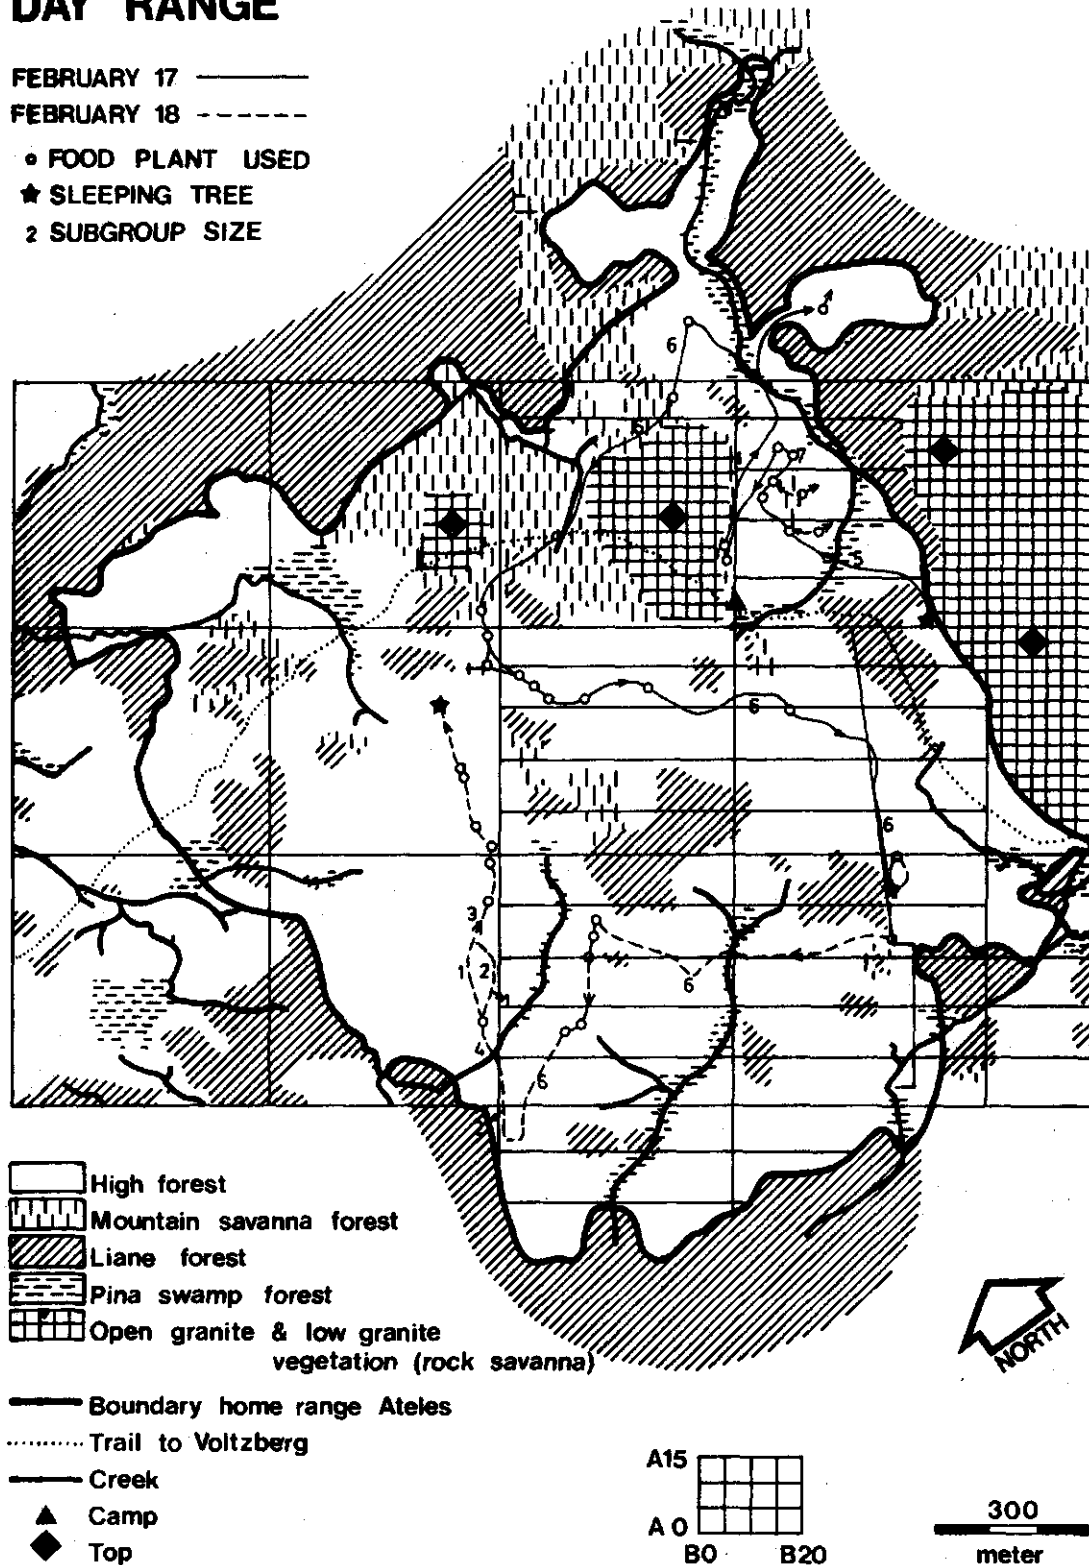 DAY RANGE
FEBRUARY 17
FEBRUARY 18
FOOD PLANT USED
SLEEPING TREE
2 SUBGROUP SIZE
6
6
7
5
6
6
3
1 2
6
4
6
2
High forest
Mountain savanna forest
Liane forest
Pina swamp forest
Open granite & low granite
vegetation (rock savanna)
Boundary home range Ateles
Trail to Voltzberg
Creek
Camp
Top
NORTH
A15
A 0
B0 B20
300
meter